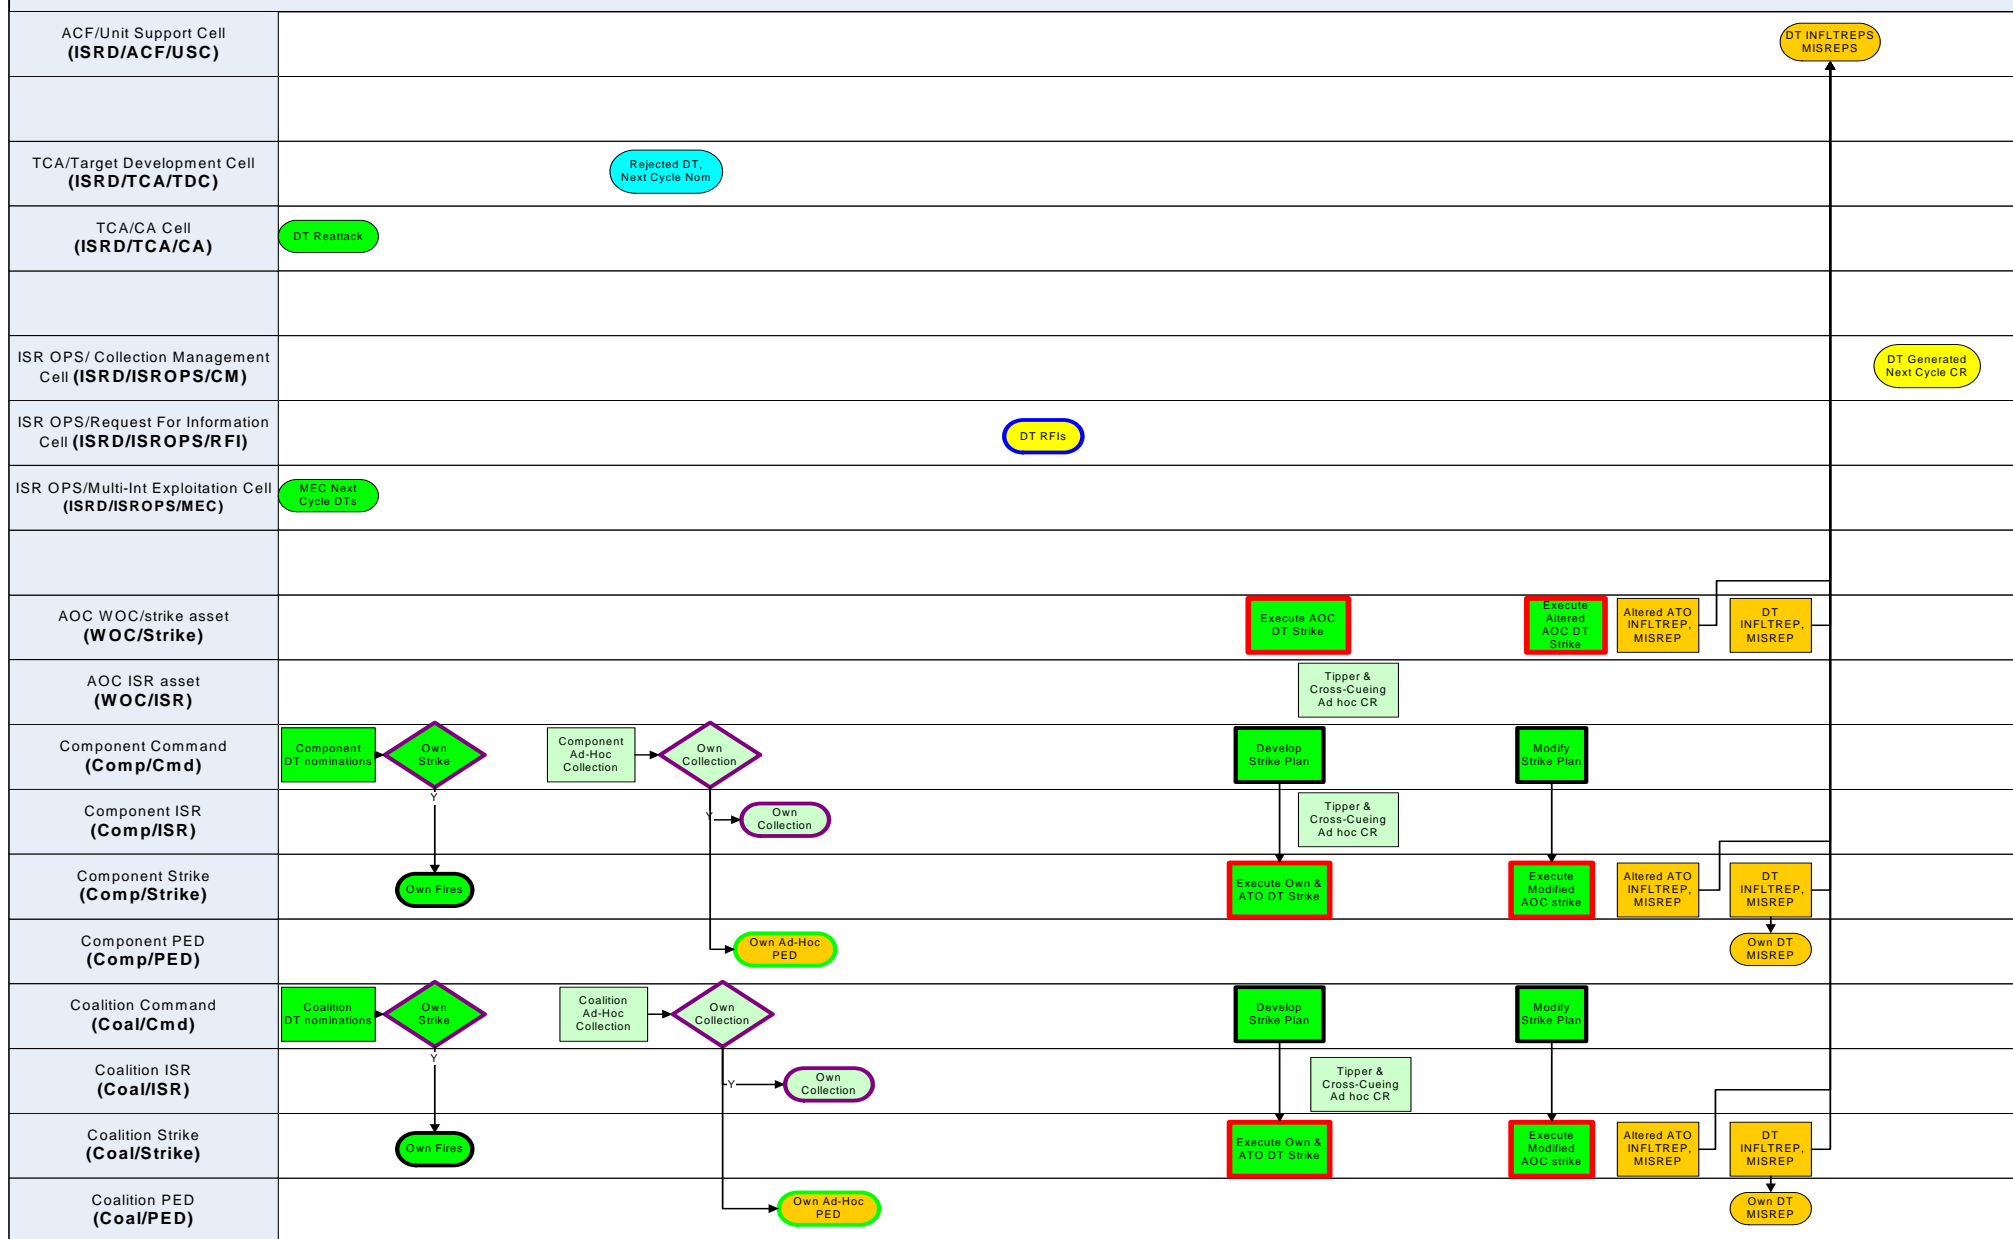 ACF/Unit Support Cell
(ISRD/ACF/USC)
DT INFLTREPS
MISREPS
TCA/Target Development Cell
(ISRD/TCA/TDC)
Rejected DT,
Next Cycle Nom
TCA/CA Cell
(ISRD/TCA/CA)
DT Reattack
ISR OPS/ Collection Management
Cell (ISRD/ISROPS/CM)
DT Generated
Next Cycle CR
ISR OPS/Request For Information
Cell (ISRD/ISROPS/RFI)
DT RFIs
ISR OPS/Multi-Int Exploitation Cell
(ISRD/ISROPS/MEC)
MEC Next
Cycle DTs
AOC WOC/strike asset
(WOC/Strike)
Execute AOC
DT Strike
Execute
Altered
AOC DT
Strike
Altered ATO
INFLTREP,
MISREP
DT
INFLTREP,
MISREP
AOC ISR asset
(WOC/ISR)
Tipper &
Cross-Cueing
Ad hoc CR
Component Command
(Comp/Cmd)
Component
DT nominations
Own
Strike
Component
Ad-Hoc
Collection
Own
Collection
Develop
Strike Plan
Modify
Strike Plan
Component ISR
(Comp/ISR)
Y
Y
Own
Collection
Tipper &
Cross-Cueing
Ad hoc CR
Component Strike
(Comp/Strike)
Own Fires
Execute Own &
ATO DT Strike
Execute
Modified
AOC strike
Altered ATO
INFLTREP,
MISREP
DT
INFLTREP,
MISREP
Component PED
(Comp/PED)
Own Ad-Hoc
PED
Own DT
MISREP
Coalition Command
(Coal/Cmd)
Coalition
DT nominations
Own
Strike
Coalition
Ad-Hoc
Collection
Own
Collection
Develop
Strike Plan
Modify
Strike Plan
Coalition ISR
(Coal/ISR)
Y
Y
Own
Collection
Tipper &
Cross-Cueing
Ad hoc CR
Coalition Strike
(Coal/Strike)
Own Fires
Execute Own &
ATO DT Strike
Execute
Modified
AOC strike
Altered ATO
INFLTREP,
MISREP
DT
INFLTREP,
MISREP
Coalition PED
(Coal/PED)
Own Ad-Hoc
PED
Own DT
MISREP